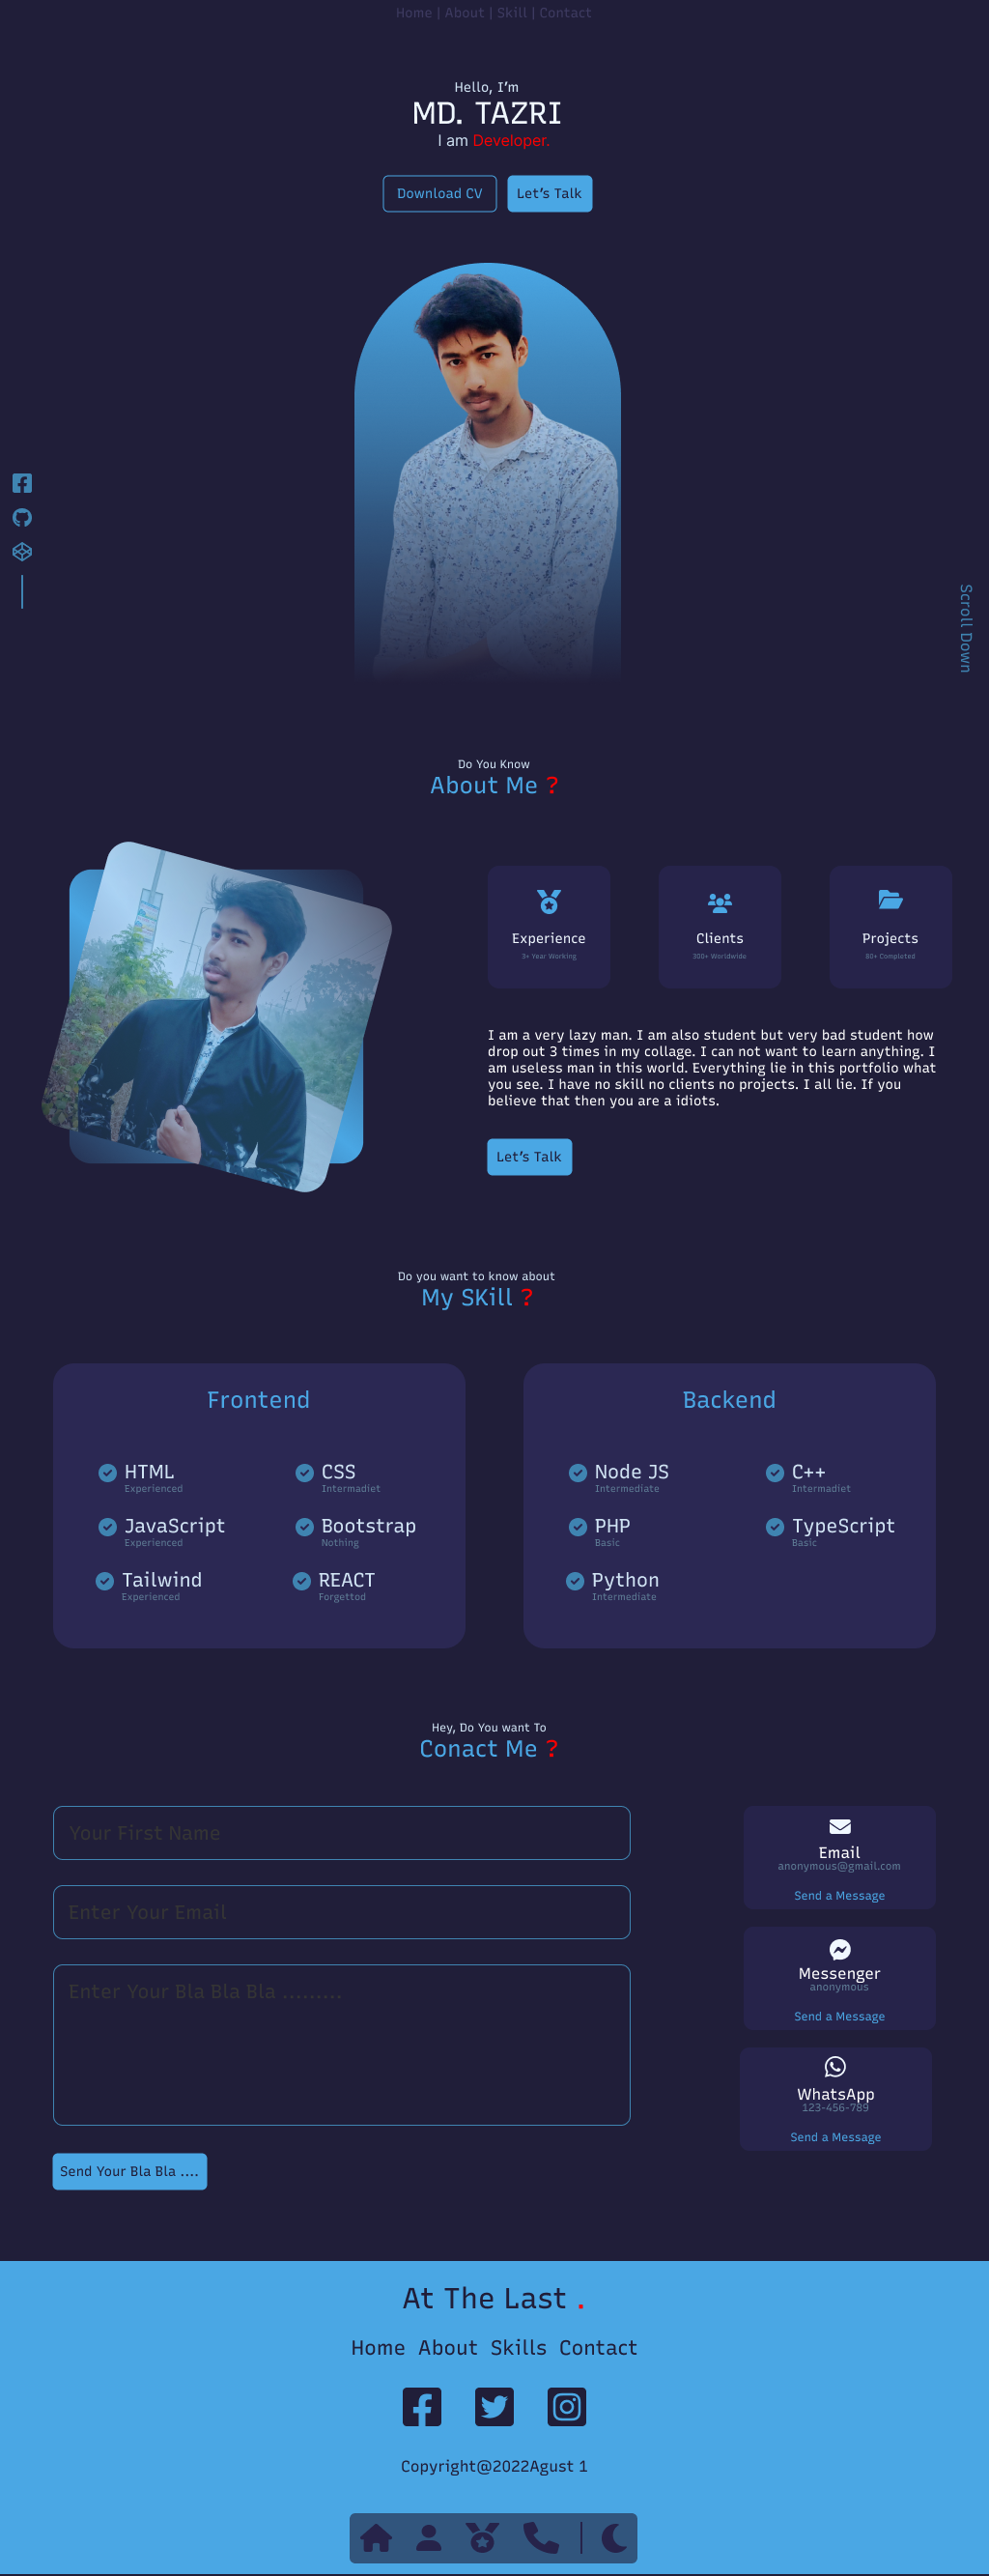 Home | About | Skill | Contact
Hello, I'm
MD. TAZRI
I am Developer.
Download CV
Let's Talk
Scroll Down
Do You Know
About Me ?
Experience
3+ Year Working
Clients
300+ Worldwide
Projects
80+ Completed
I am a very lazy man. I am also student but very bad student how
drop out 3 times in my collage. I can not want to learn anything. I
am useless man in this world. Everything lie in this portfolio what
you see. I have no skill no clients no projects. I all lie. If you
believe that then you are a idiots.
Let's Talk
Do you want to know about
My SKill ?
Frontend
HTML
Experienced
CSS
Intermadiet
JavaScript
Experienced
Bootstrap
Nothing
Tailwind
Experienced
REACT
Forgettod
Backend
Node JS
Intermediate
C++
Intermadiet
PHP
Basic
TypeScript
Basic
Python
Intermediate
Hey, Do You want To
Conact Me ?
Your First Name
Enter Your Email
Enter Your Bla Bla Bla .........
Send Your Bla Bla ....
Email
anonymous@gmail.com
Send a Message
Messenger
anonymous
Send a Message
WhatsApp
123-456-789
Send a Message
At The Last .
Home About Skills Contact
Copyright@2022Agust 1